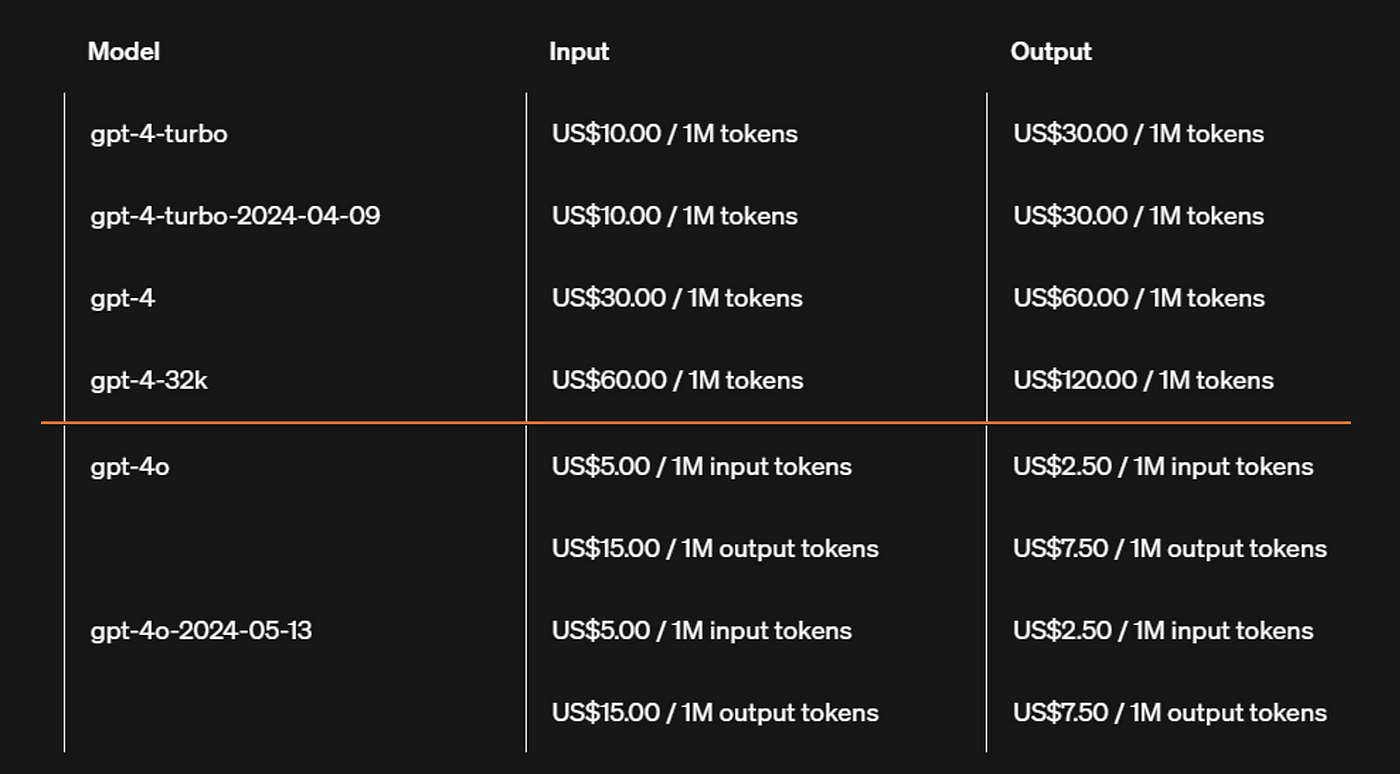 Model Input Output
gpt-4-turbo US$10.00 / 1M tokens US$30.00 / 1M tokens
gpt-4-turbo-2024-04-09 US$10.00 / 1M tokens US$30.00 / 1M tokens
gpt-4 US$30.00 / 1M tokens US$60.00 / 1M tokens
gpt-4-32k US$60.00 / 1M tokens US$120.00 / 1M tokens
gpt-4o US$5.00 / 1M input tokens US$2.50 / 1M input tokens
US$15.00 / 1M output tokens US$7.50 / 1M output tokens
gpt-4o-2024-05-13 US$5.00 / 1M input tokens US$2.50 / 1M input tokens
US$15.00 / 1M output tokens US$7.50 / 1M output tokens